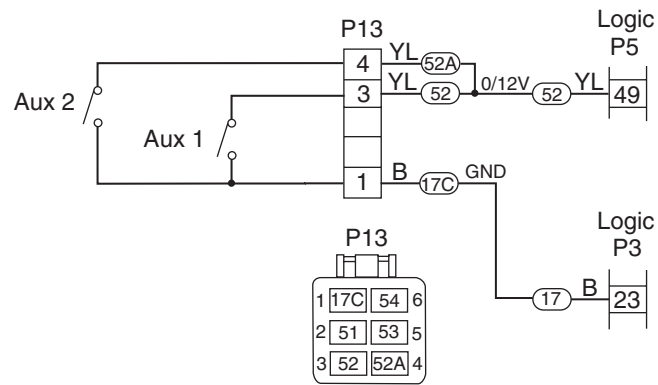 P13
Logic
P5
4 YL 52A
3 YL 52 0/12V 52 YL 49
Aux 2
Aux 1
1 B 17C GND
Logic
P3
17 B 23
P13
1 17C 54 6
2 51 53 5
3 52 52A 4